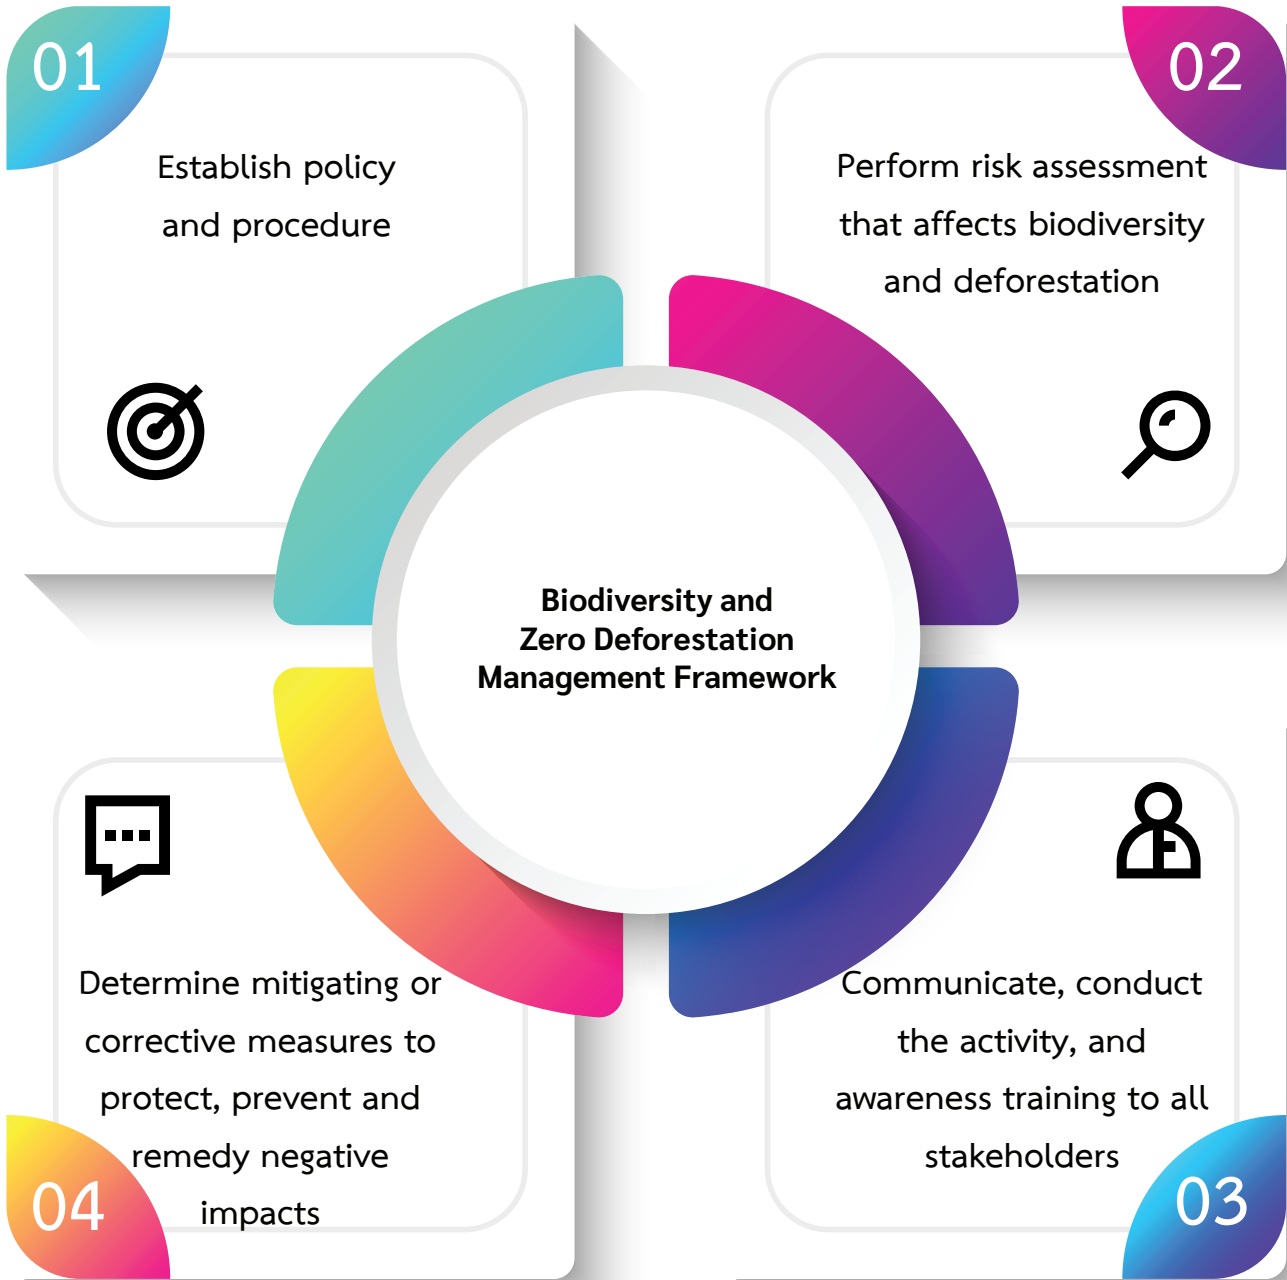 01
Establish policy
and procedure
02
Perform risk assessment
that affects biodiversity
and deforestation
Biodiversity and
Zero Deforestation
Management Framework
03
Communicate, conduct
the activity, and
awareness training to all
stakeholders
04
Determine mitigating or
corrective measures to
protect, prevent and
remedy negative
impacts